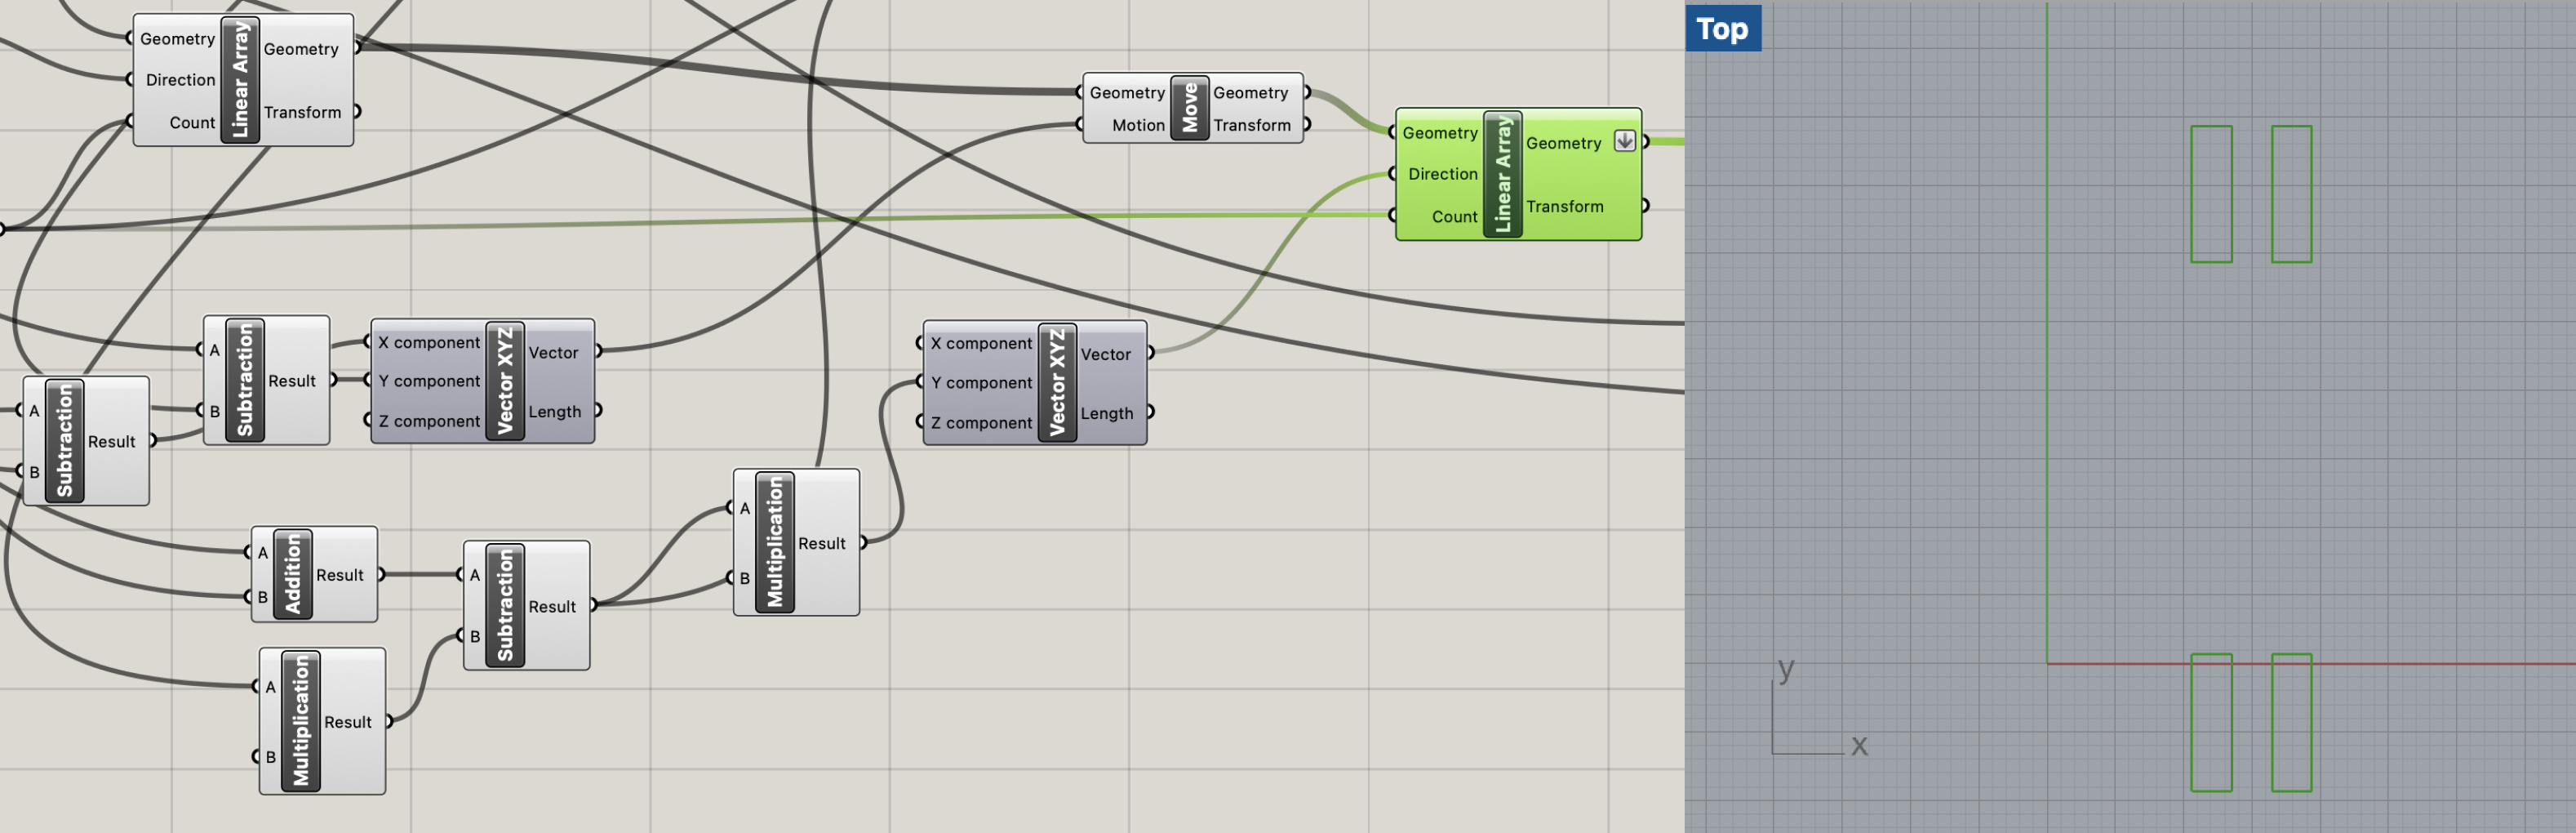 Geometry
Direction
Count
Linear Array
Geometry
Transform
Geometry
Motion
Move
Geometry
Transform
Geometry
Direction
Count
Linear Array
Geometry
Transform
A
B
Subtraction
Result
X component
Y component
Z component
Vector XYZ
Vector
Length
X component
Y component
Z component
Vector XYZ
Vector
Length
A
B
Subtraction
Result
A
B
Addition
Result
A
B
Subtraction
Result
A
B
Multiplication
Result
A
B
Multiplication
Result
Top
y
x